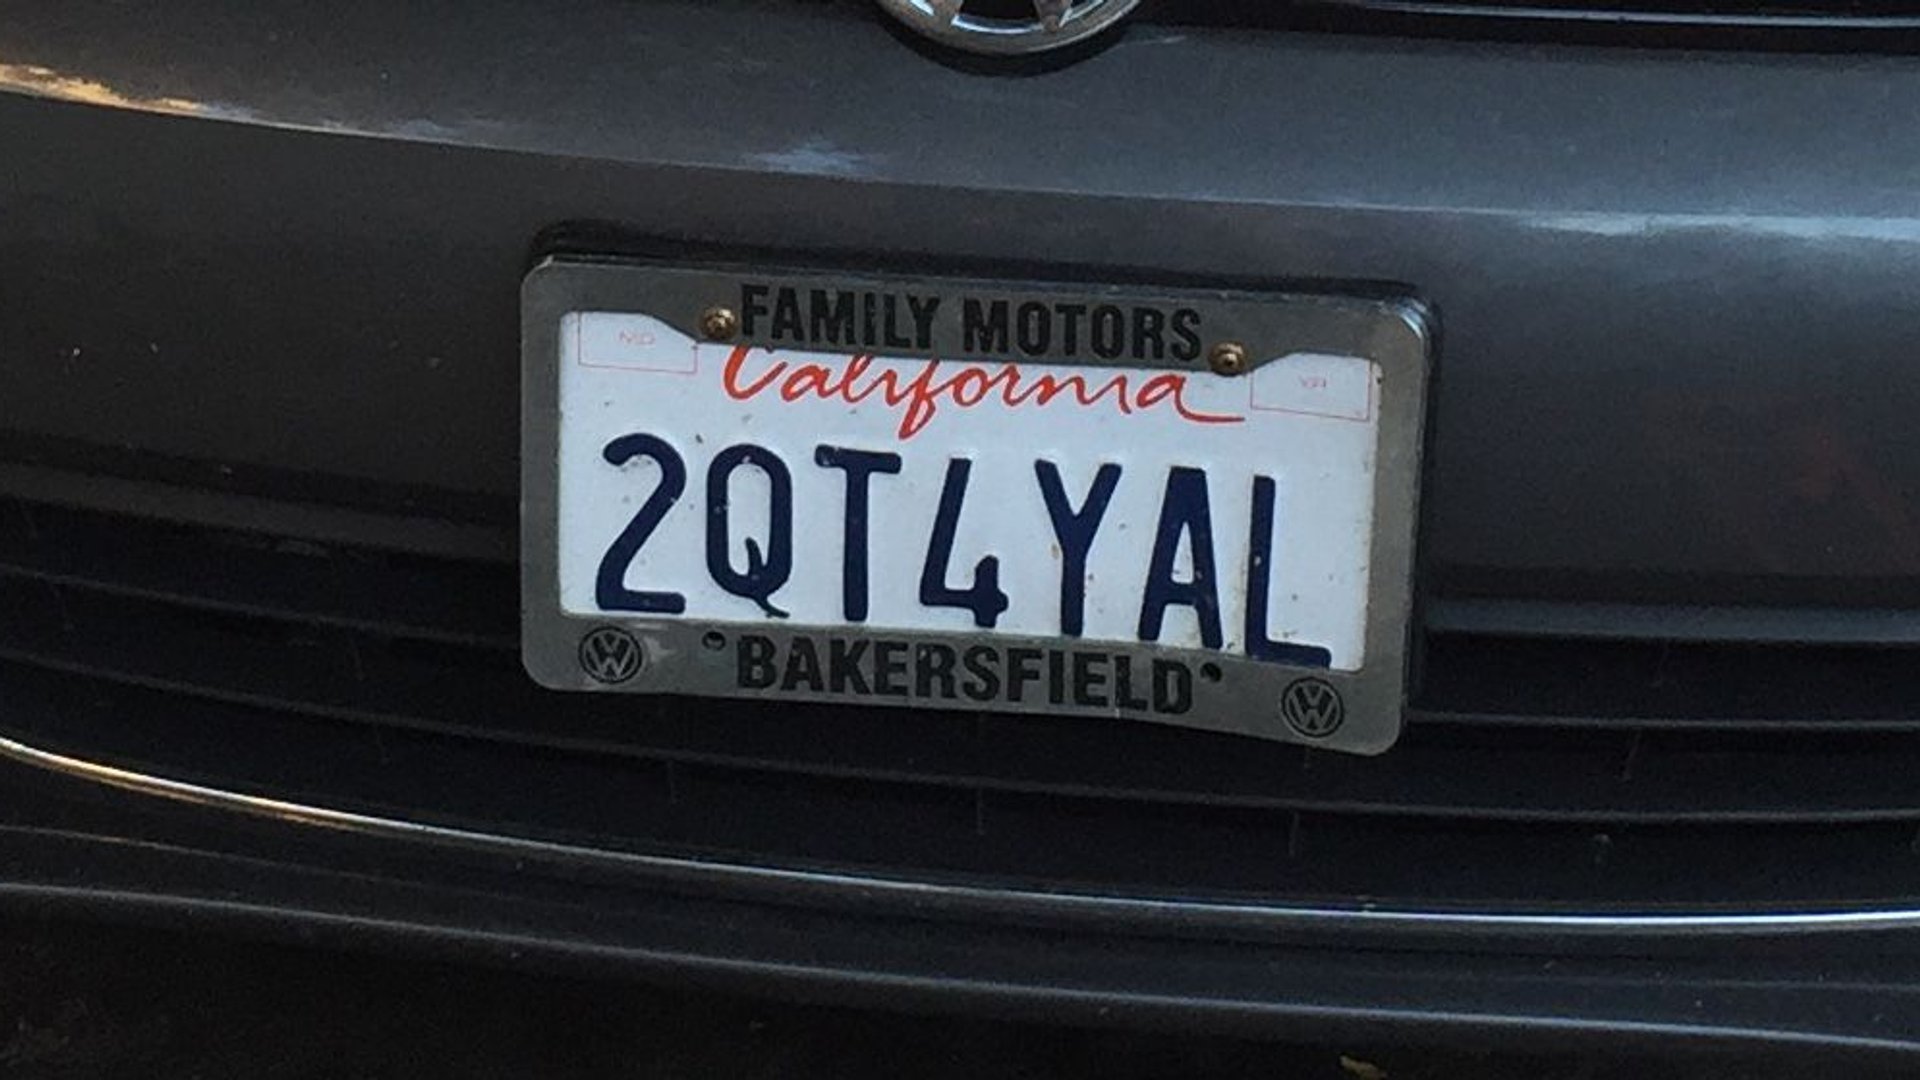 FAMILY MOTORS
California
2QT4YAL
BAKERSFIELD